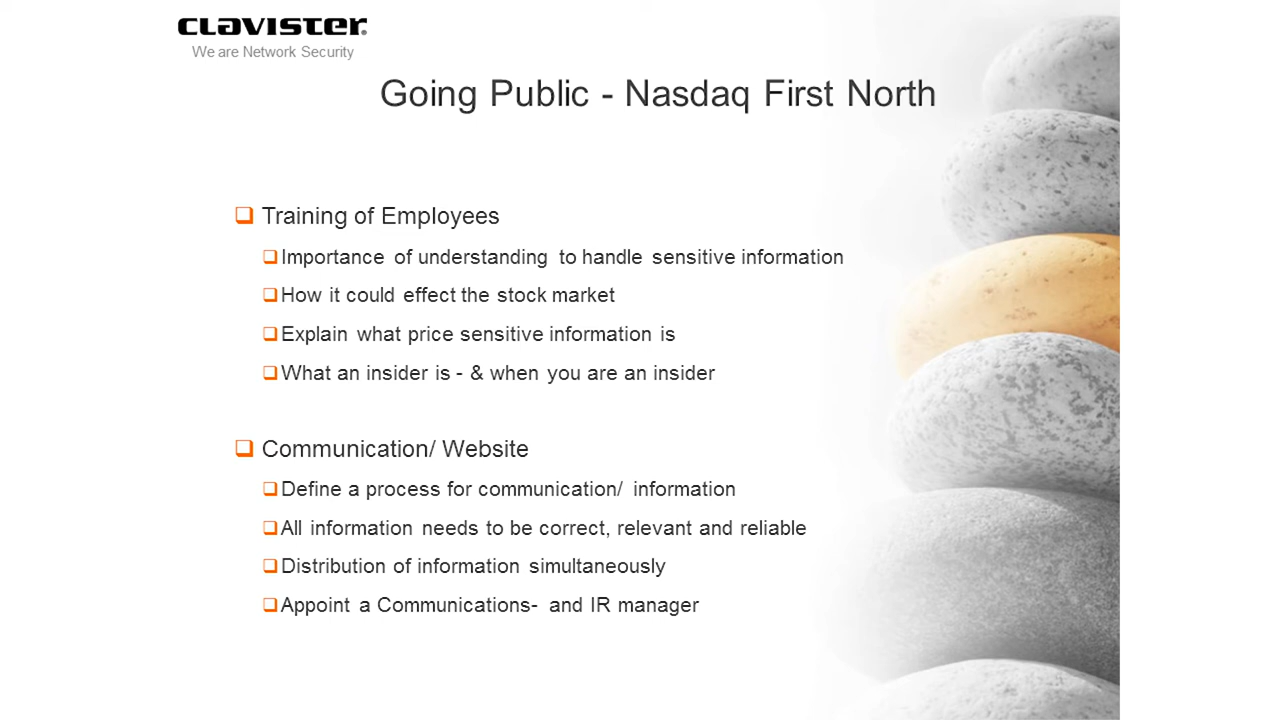 CLavister®
We are Network Security
Going Public - Nasdaq First North
Training of Employees
Importance of understanding to handle sensitive information
How it could effect the stock market
Explain what price sensitive information is
What an insider is - & when you are an insider
Communication/ Website
Define a process for communication/ information
All information needs to be correct, relevant and reliable
Distribution of information simultaneously
Appoint a Communications- and IR manager